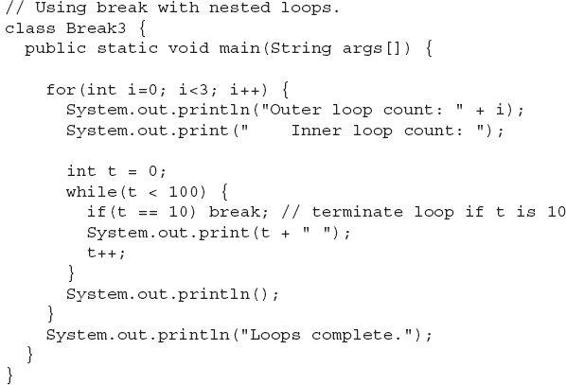 // Using break with nested loops.
class Break3 {
  public static void main(String args[]) {

    for(int i=0; i<3; i++) {
      System.out.println("Outer loop count: " + i);
      System.out.print("    Inner loop count: ");

      int t = 0;
      while(t < 100) {
        if(t == 10) break; // terminate loop if t is 10
        System.out.print(t + " ");
        t++;
      }
      System.out.println();
    }
    System.out.println("Loops complete.");
  }
}